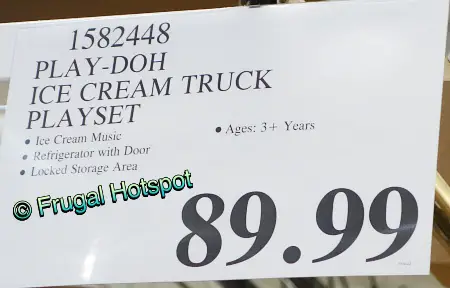 1582448
PLAY-DOH
ICE CREAM TRUCK
PLAYSET
• Ice Cream Music
• Refrigerator with Door
• Locked Storage Area
• Ages: 3+ Years
© Frugal Hotspot
89.99